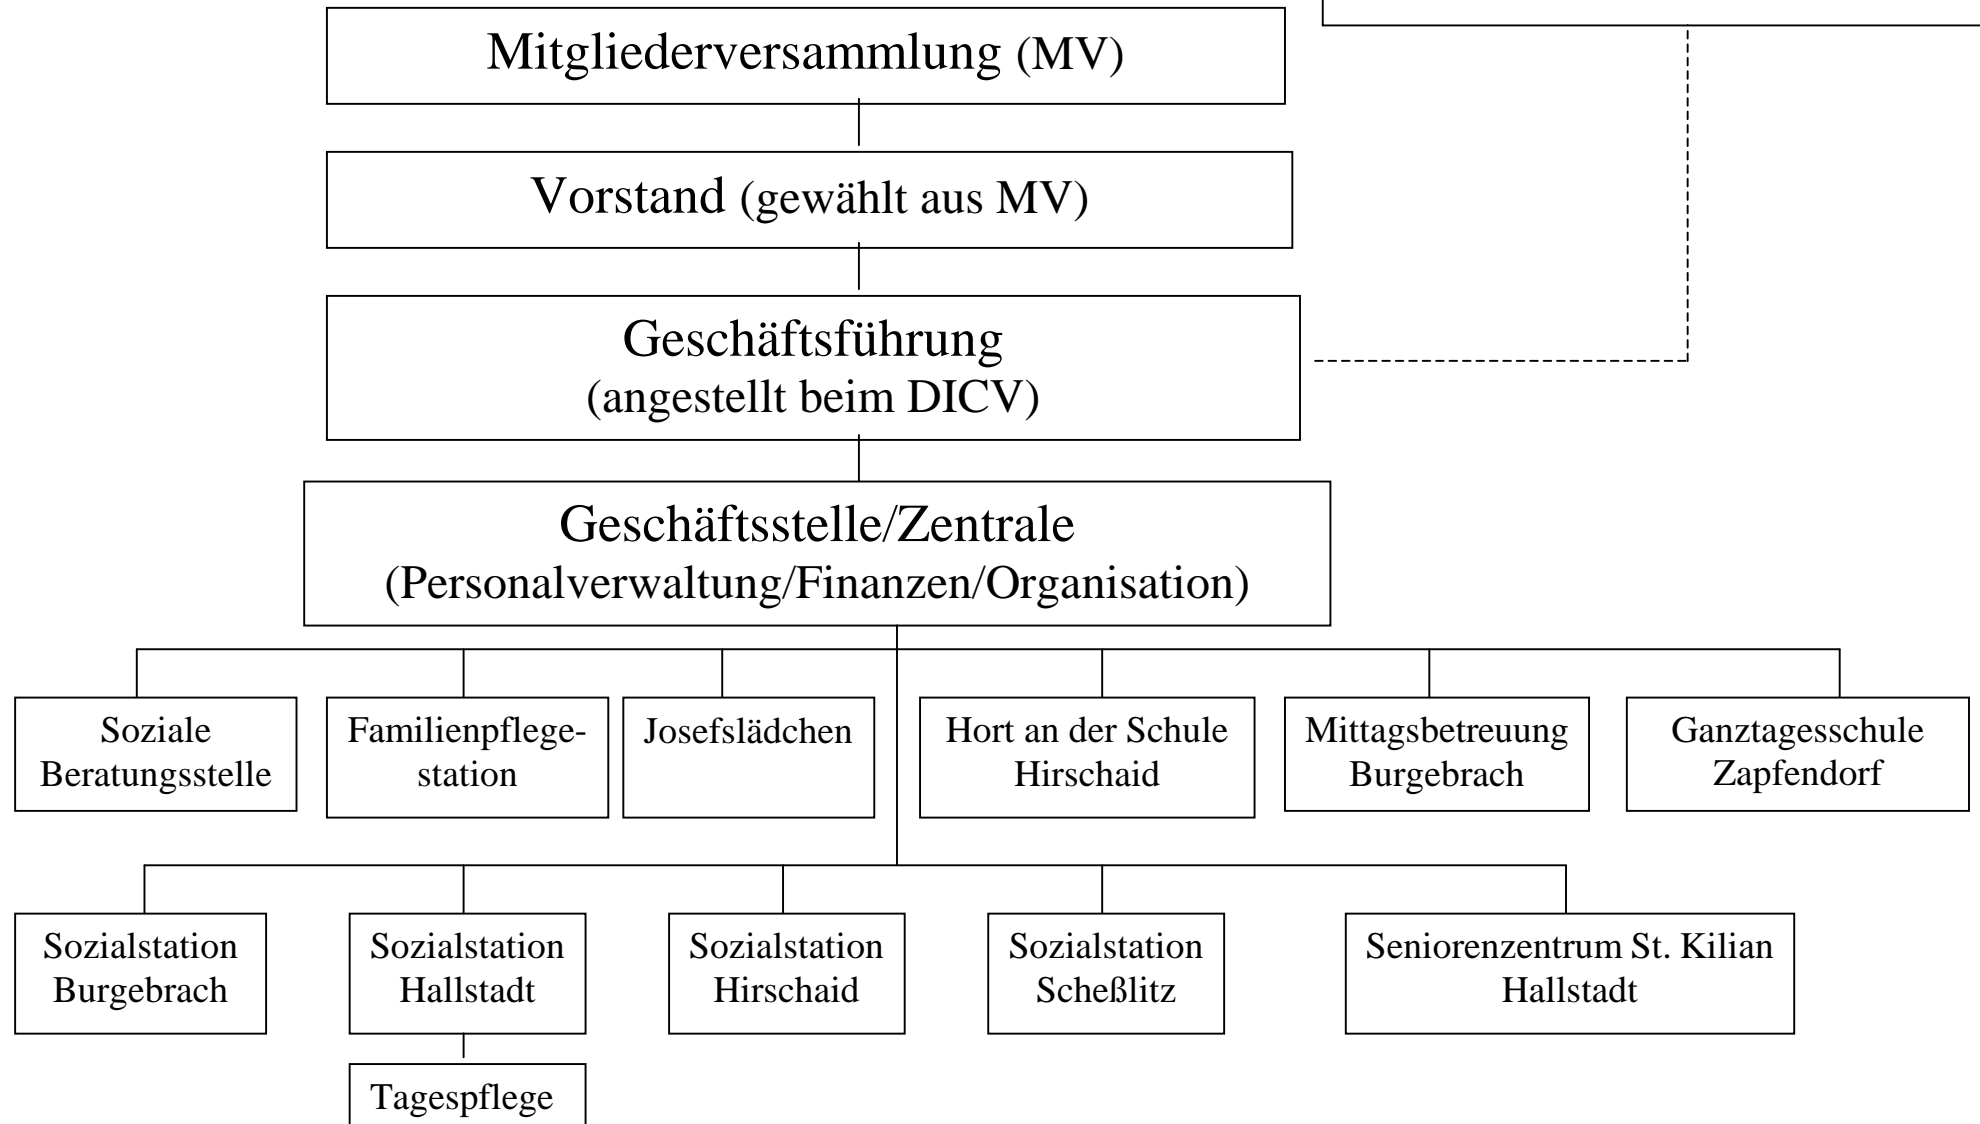 Mitgliederversammlung (MV)
Vorstand (gewählt aus MV)
Geschäftsführung
(angestellt beim DICV)
Geschäftsstelle/Zentrale
(Personalverwaltung/Finanzen/Organisation)
Soziale
Beratungsstelle
Familienpflege-
station
Josefslädchen
Hort an der Schule
Hirschaid
Mittagsbetreuung
Burgebrach
Ganztagesschule
Zapfendorf
Sozialstation
Burgebrach
Sozialstation
Hallstadt
Sozialstation
Hirschaid
Sozialstation
Scheßlitz
Seniorenzentrum St. Kilian
Hallstadt
Tagespflege